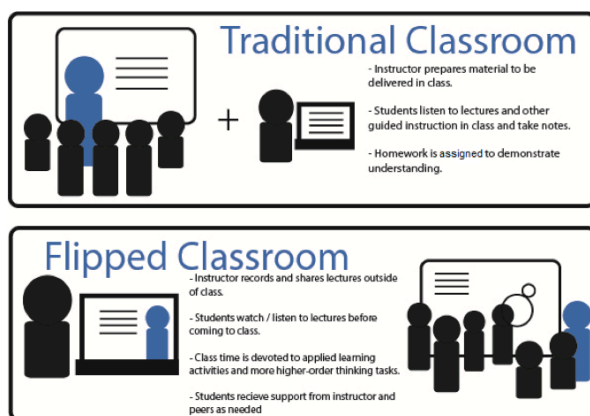 Traditional Classroom
- Instructor prepares material to be
delivered in class.
- Students listen to lectures and other
guided instruction in class and take notes.
- Homework is assigned to demonstrate
understanding.
Flipped Classroom
- Instructor records and shares lectures outside
of class.
- Students watch / listen to lectures before
coming to class.
- Class time is devoted to applied learning
activities and more higher-order thinking tasks.
- Students recieve support from instructor and
peers as needed